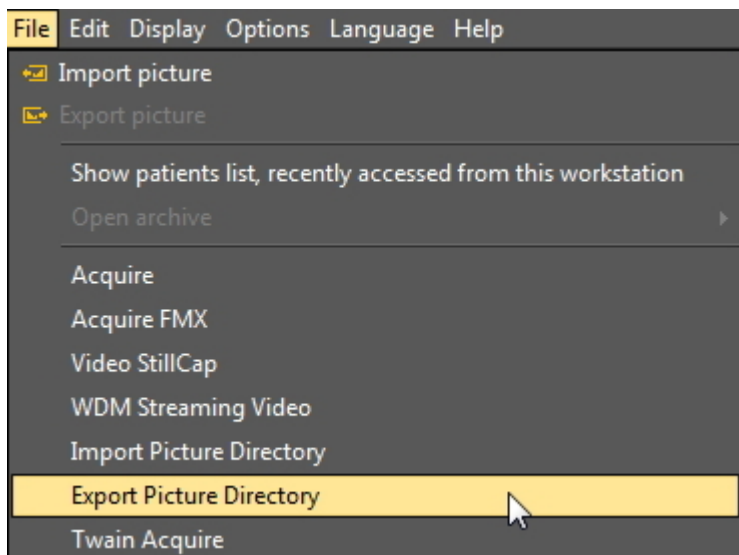 File Edit Display Options Language Help
Import picture
Export picture
Show patients list, recently accessed from this workstation
Open archive
Acquire
Acquire FMX
Video StillCap
WDM Streaming Video
Import Picture Directory
Export Picture Directory
Twain Acquire